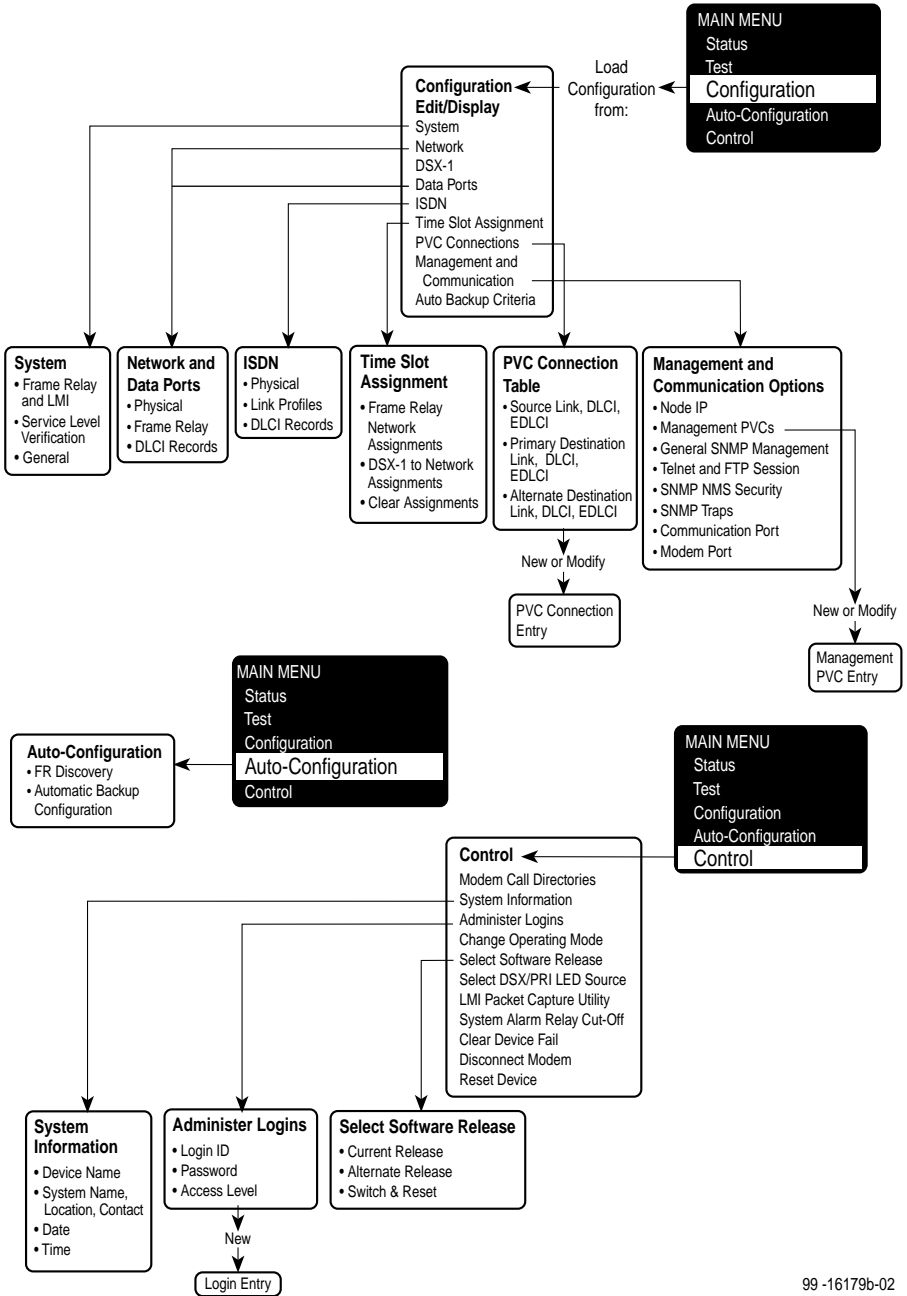 MAIN MENU
Status
Test
Configuration
Auto-Configuration
Control
Load
Configuration
from:
Configuration
Edit/Display
System
Network
DSX-1
Data Ports
ISDN
Time Slot Assignment
PVC Connections
Management and
Communication
Auto Backup Criteria
System
• Frame Relay
and LMI
• Service Level
Verification
• General
Network and
Data Ports
• Physical
• Frame Relay
• DLCI Records
ISDN
• Physical
• Link Profiles
• DLCI Records
Time Slot
Assignment
• Frame Relay
Network
Assignments
• DSX-1 to Network
Assignments
• Clear Assignments
PVC Connection
Table
• Source Link, DLCI,
EDLCI
• Primary Destination
Link, DLCI,
EDLCI
• Alternate Destination
Link, DLCI, EDLCI
New or Modify
PVC Connection
Entry
Management and
Communication Options
• Node IP
• Management PVCs
• General SNMP Management
• Telnet and FTP Session
• SNMP NMS Security
• SNMP Traps
• Communication Port
• Modem Port
New or Modify
Management
PVC Entry
MAIN MENU
Status
Test
Configuration
Auto-Configuration
Control
Auto-Configuration
• FR Discovery
• Automatic Backup
Configuration
MAIN MENU
Status
Test
Configuration
Auto-Configuration
Control
Control
Modem Call Directories
System Information
Administer Logins
Change Operating Mode
Select Software Release
Select DSX/PRI LED Source
LMI Packet Capture Utility
System Alarm Relay Cut-Off
Clear Device Fail
Disconnect Modem
Reset Device
System
Information
• Device Name
• System Name,
Location, Contact
• Date
• Time
Administer Logins
• Login ID
• Password
• Access Level
New
Login Entry
Select Software Release
• Current Release
• Alternate Release
• Switch & Reset
99 -16179b-02